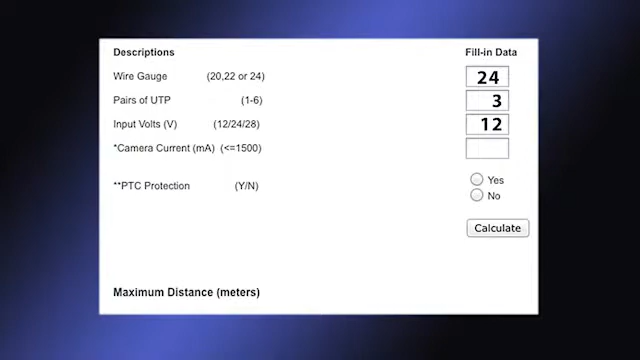 Descriptions Fill-in Data
Wire Gauge (20,22 or 24) 24
Pairs of UTP (1-6) 3
Input Volts (V) (12/24/28) 12
*Camera Current (mA) (<=1500)
Yes
**PTC Protection (Y/N)
No
Calculate
Maximum Distance (meters)